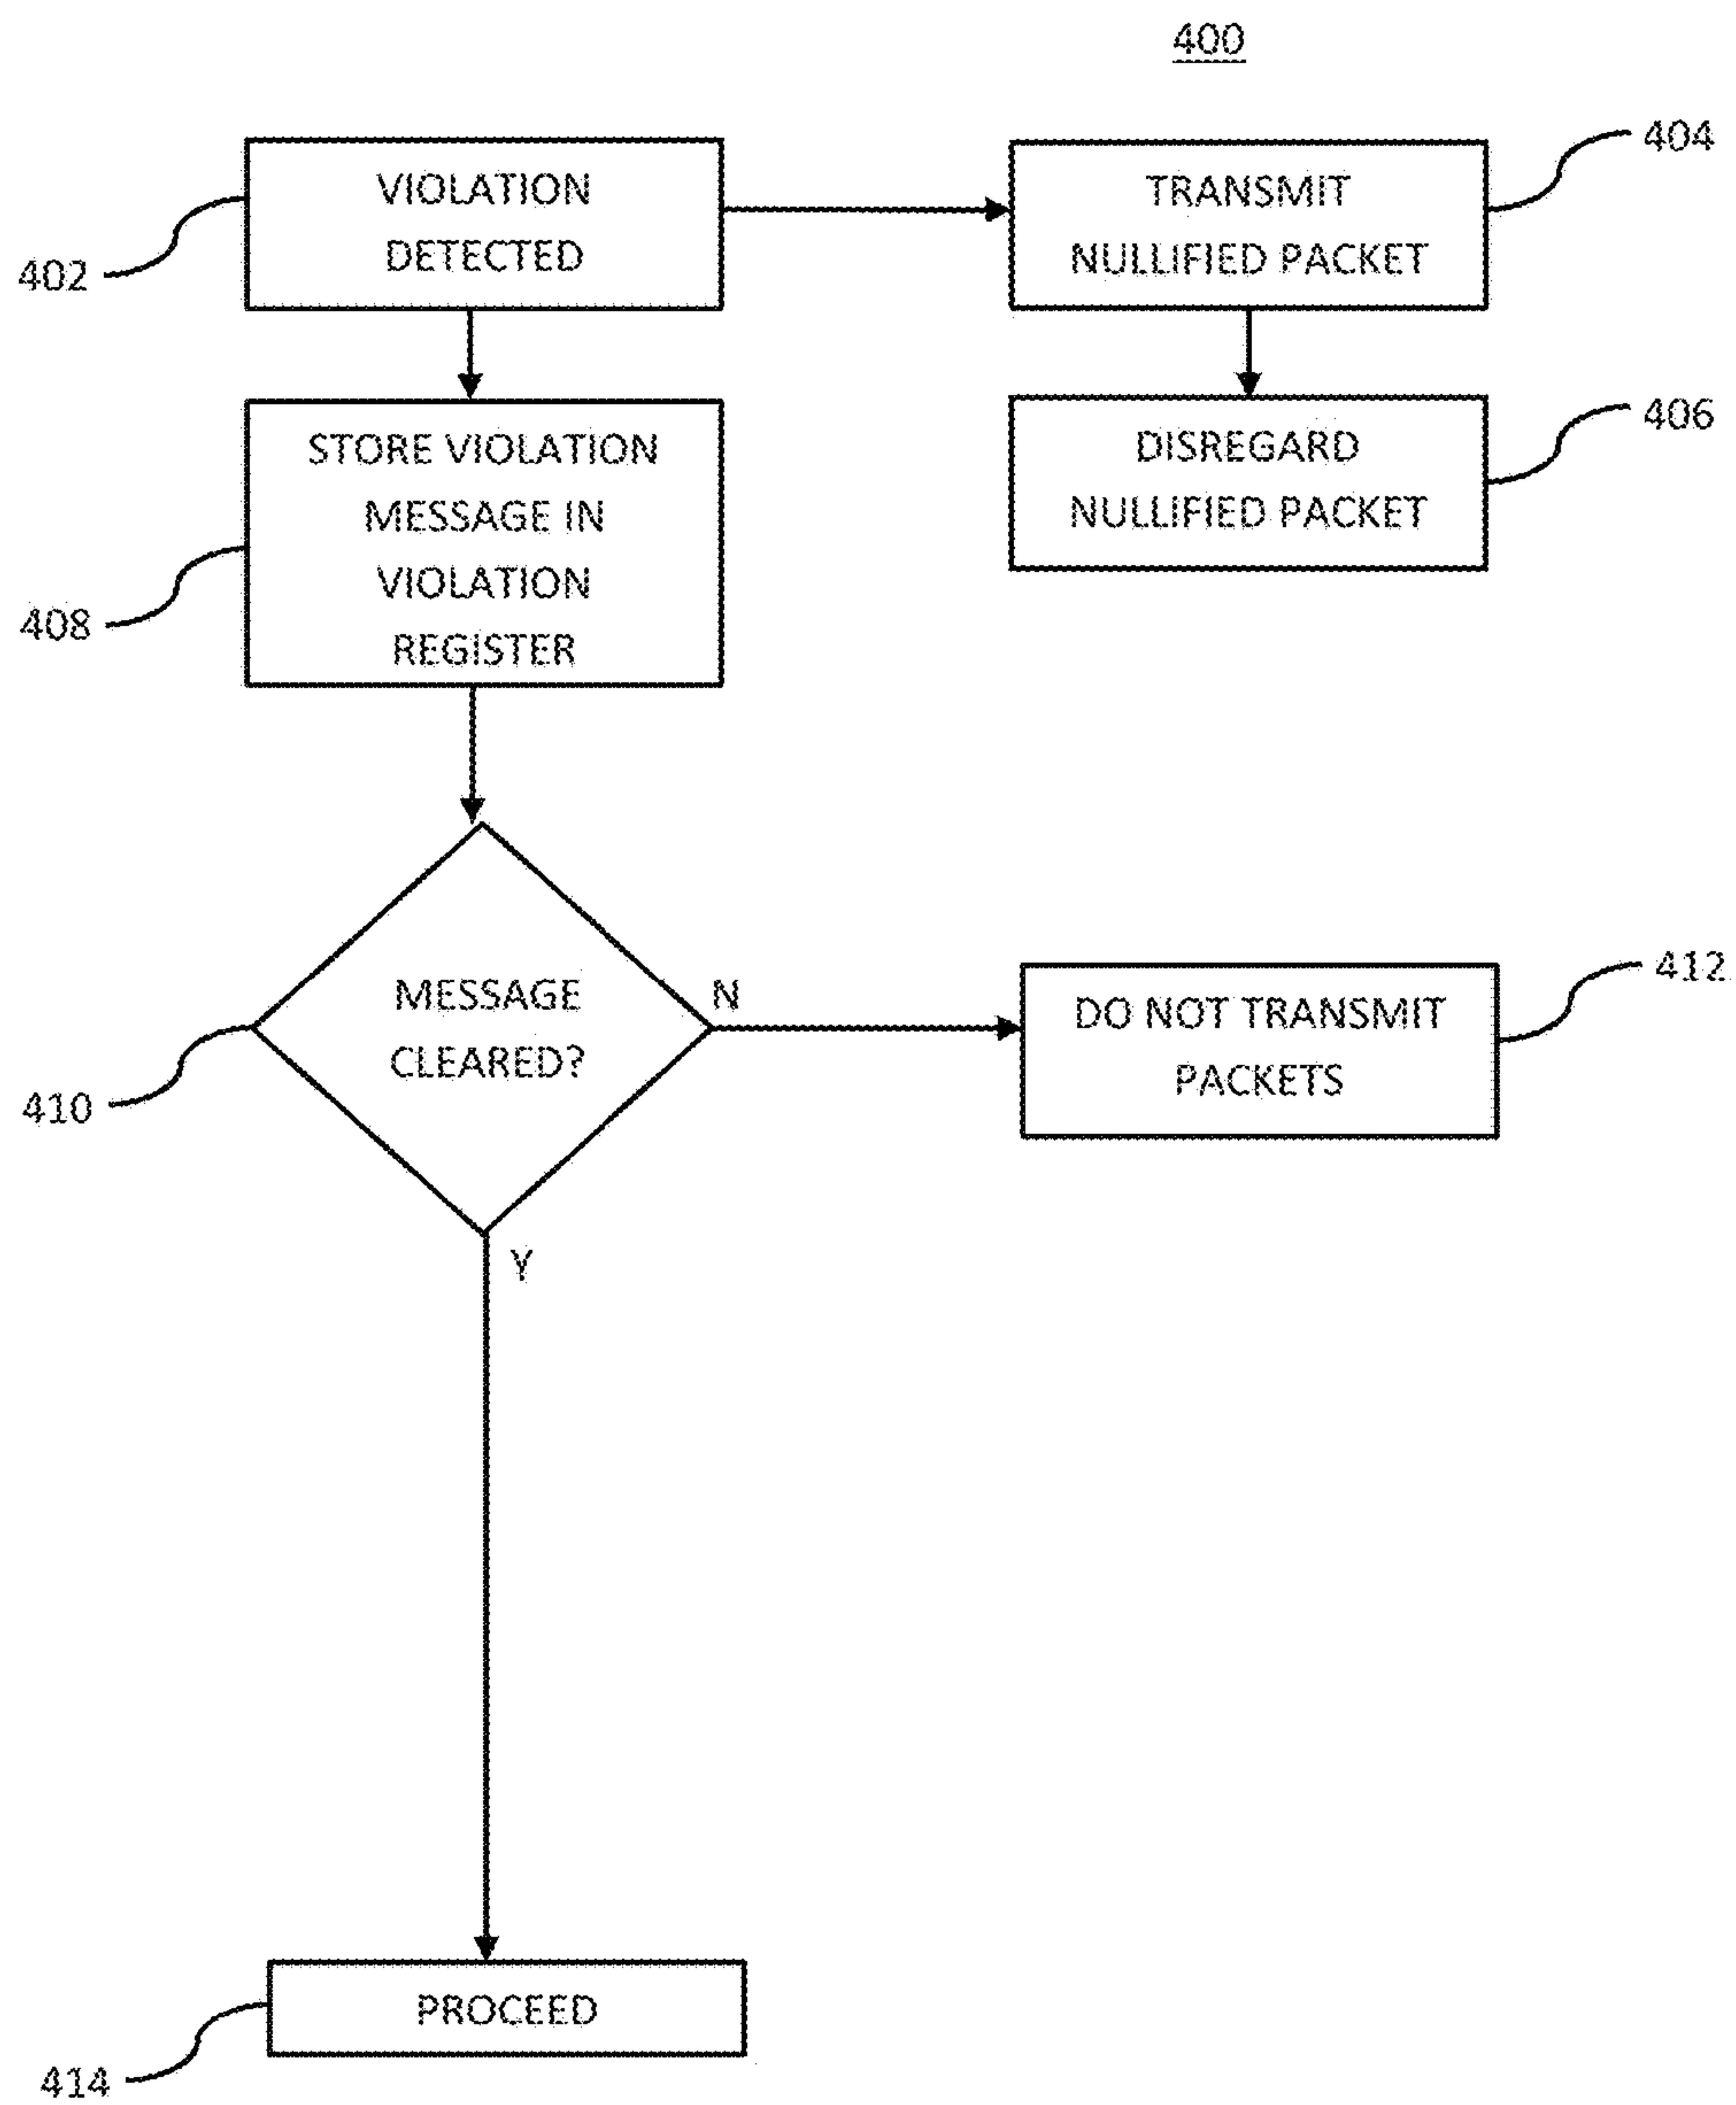 400
VIOLATION
DETECTED
402
TRANSMIT
NULLIFIED PACKET
404
DISREGARD
NULLIFIED PACKET
406
STORE VIOLATION
MESSAGE IN
VIOLATION
REGISTER
408
MESSAGE
CLEARED?
410
N
DO NOT TRANSMIT
PACKETS
412
Y
PROCEED
414